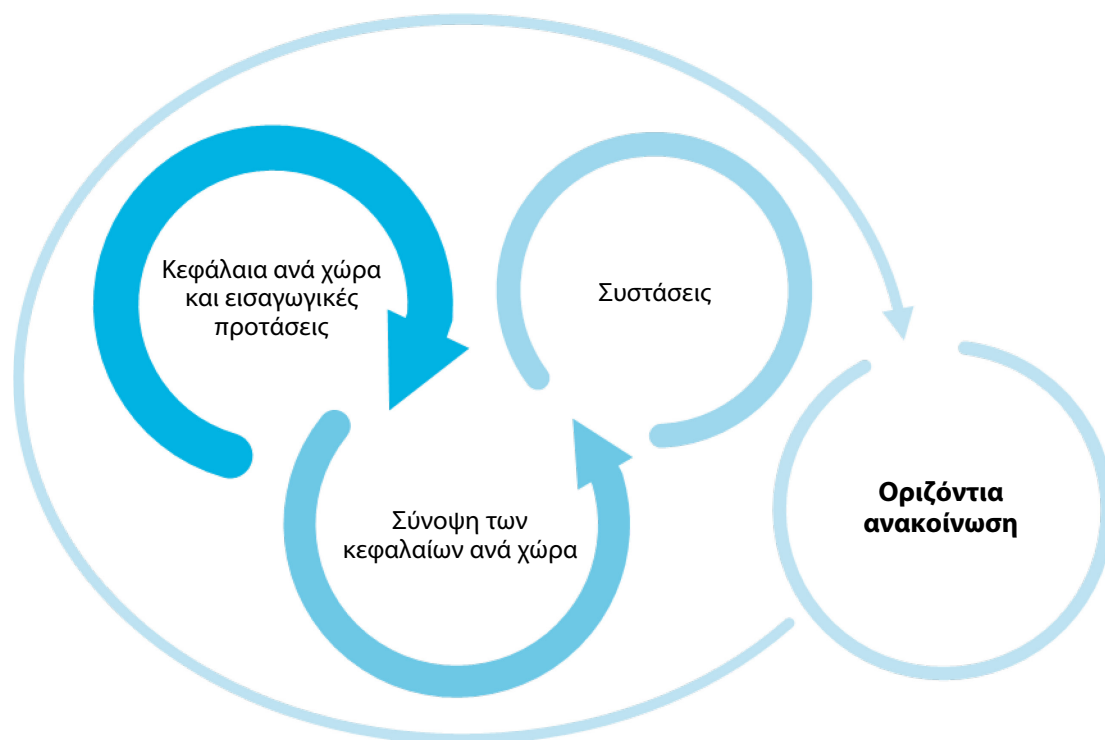 Κεφάλαια ανά χώρα
και εισαγωγικές
προτάσεις
Συστάσεις
Σύνοψη των
κεφαλαίων ανά χώρα
Οριζόντια
ανακοίνωση